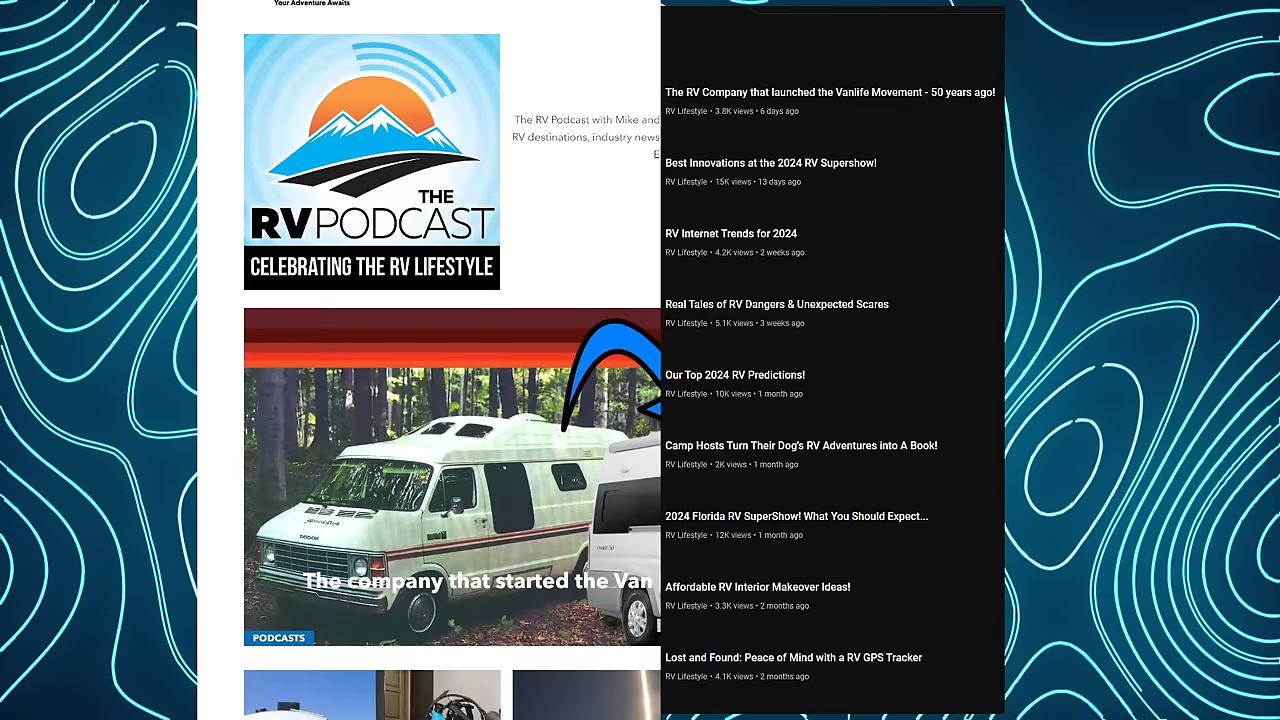 Your Adventure Awaits
THE
RVPODCAST
CELEBRATING THE RV LIFESTYLE
The RV Podcast with Mike and
RV destinations, industry news
E
The company that started the Van
PODCASTS
The RV Company that launched the Vanlife Movement - 50 years ago!
RV Lifestyle • 3.8K views • 6 days ago
Best Innovations at the 2024 RV Supershow!
RV Lifestyle • 15K views • 13 days ago
RV Internet Trends for 2024
RV Lifestyle • 4.2K views • 2 weeks ago
Real Tales of RV Dangers & Unexpected Scares
RV Lifestyle • 5.1K views • 3 weeks ago
Our Top 2024 RV Predictions!
RV Lifestyle • 10K views • 1 month ago
Camp Hosts Turn Their Dog's RV Adventures into A Book!
RV Lifestyle • 2K views • 1 month ago
2024 Florida RV SuperShow! What You Should Expect...
RV Lifestyle • 12K views • 1 month ago
Affordable RV Interior Makeover Ideas!
RV Lifestyle • 3.3K views • 2 months ago
Lost and Found: Peace of Mind with a RV GPS Tracker
RV Lifestyle • 4.1K views • 2 months ago